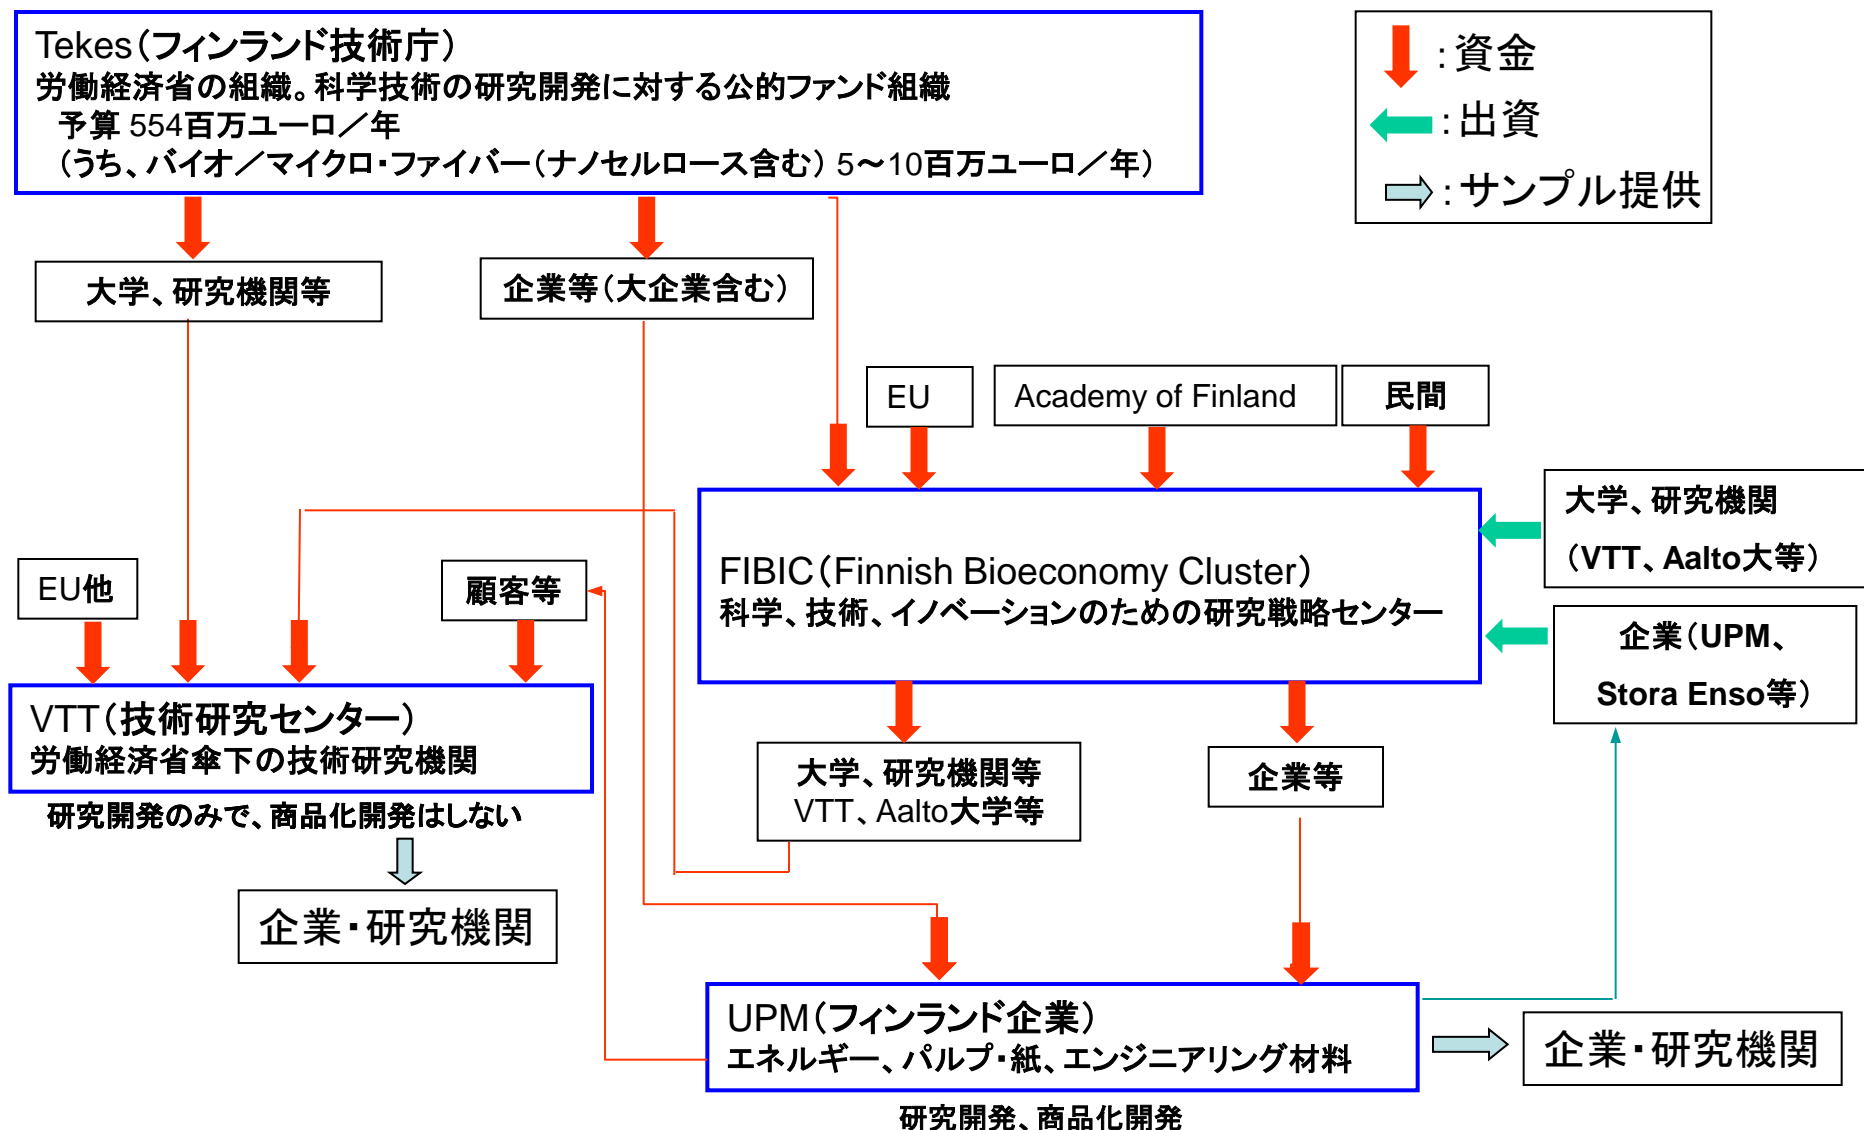 Tekes(フィンランド技術庁)
労働経済省の組織。科学技術の研究開発に対する公的ファンド組織
予算 554百万ユーロ／年
(うち、バイオ／マイクロ・ファイバー(ナノセルロース含む) 5～10百万ユーロ／年)
：資金
：出資
：サンプル提供
大学、研究機関等
企業等(大企業含む)
EU
Academy of Finland
民間
大学、研究機関
(VTT、Aalto大等)
FIBIC(Finnish Bioeconomy Cluster)
科学、技術、イノベーションのための研究戦略センター
EU他
顧客等
企業(UPM、
Stora Enso等)
VTT(技術研究センター)
労働経済省傘下の技術研究機関
研究開発のみで、商品化開発はしない
大学、研究機関等
VTT、Aalto大学等
企業等
企業・研究機関
UPM(フィンランド企業)
エネルギー、パルプ・紙、エンジニアリング材料
企業・研究機関
研究開発、商品化開発